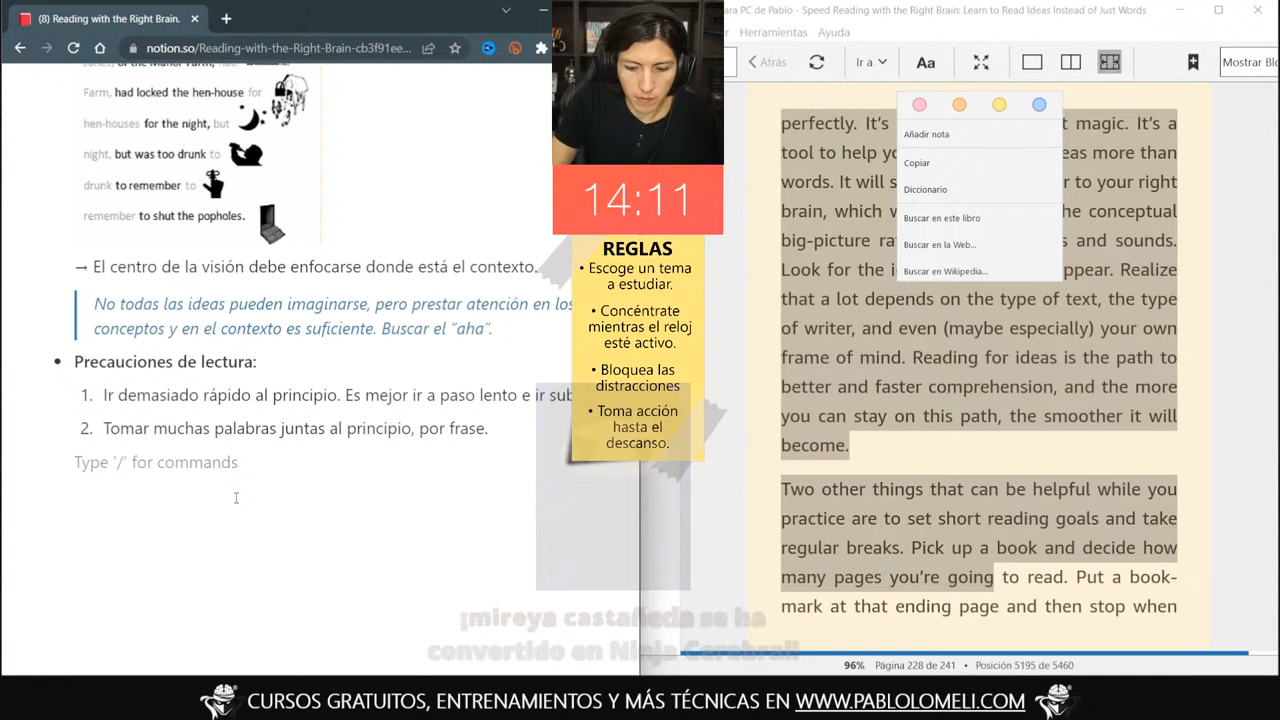 (8) Reading with the Right Brain.
notion.so/Reading-with-the-Right-Brain-cb3f91ee...
Farm, had locked the hen-house for
hen-houses for the night, but
night, but was too drunk to
drunk to remember to
remember to shut the popholes.
→ El centro de la visión debe enfocarse donde está el contexto.
No todas las ideas pueden imaginarse, pero prestar atención en los
conceptos y en el contexto es suficiente. Buscar el “aha”.
• Precauciones de lectura:
1. Ir demasiado rápido al principio. Es mejor ir a paso lento e ir sub
2. Tomar muchas palabras juntas al principio, por frase.
Type '/' for commands
14:11
REGLAS
• Escoge un tema
a estudiar.
• Concéntrate
mientras el reloj
esté activo.
• Bloquea las
distracciones
• Toma acción
hasta el
descanso.
¡mireya castañeda se ha
convertido en Ninja Cerebral!
ara PC de Pablo - Speed Reading with the Right Brain: Learn to Read Ideas Instead of Just Words
Herramientas Ayuda
Atrás
Ir a
Aa
Mostrar Blo
Añadir nota
Copiar
Diccionario
Buscar en este libro
Buscar en la Web...
Buscar en Wikipedia...
perfectly. It’s t magic. It’s a
tool to help yo eas more than
words. It will s r to your right
brain, which w he conceptual
big-picture ra s and sounds.
Look for the i appear. Realize
that a lot depends on the type of text, the type
of writer, and even (maybe especially) your own
frame of mind. Reading for ideas is the path to
better and faster comprehension, and the more
you can stay on this path, the smoother it will
become.
Two other things that can be helpful while you
practice are to set short reading goals and take
regular breaks. Pick up a book and decide how
many pages you’re going to read. Put a book-
mark at that ending page and then stop when
96% Página 228 de 241 • Posición 5195 de 5460
CURSOS GRATUITOS, ENTRENAMIENTOS Y MÁS TÉCNICAS EN WWW.PABLOLOMELI.COM